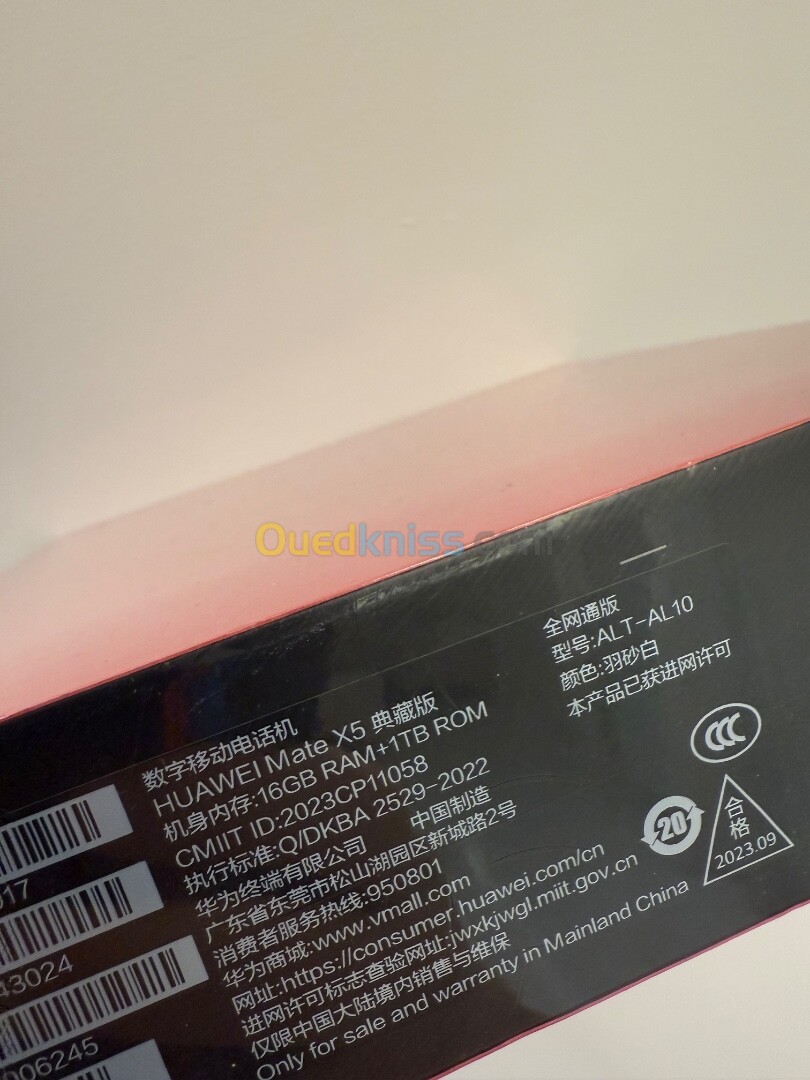 Ouedkniss.com
全网通版
型号:ALT-AL10
颜色:羽砂白
本产品已获进网许可
CCC
20
合格
2023.09
数字移动电话机
HUAWEI Mate X5 典藏版
机身内存:16GB RAM+1TB ROM
CMIIT ID:2023CP11058
执行标准:Q/DKBA 2529-2022
华为终端有限公司 中国制造
广东省东莞市松山湖园区新城路2号
消费者服务热线:950801
华为商城:www.vmall.com
网址:https://consumer.huawei.com/cn
进网许可标志查验网址:jwxkjwgl.miit.gov.cn
仅限中国大陆境内销售与维保
Only for sale and warranty in Mainland China
017
43024
006245